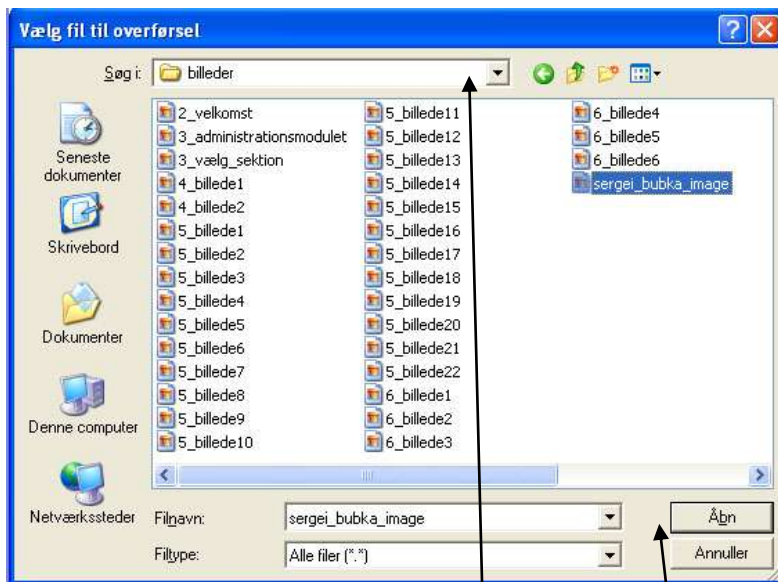 Vælg fil til overførsel
Søg i: billeder
Seneste dokumenter
Skrivebord
Dokumenter
Denne computer
Netværkssteder
2_velkomst
3_administrationsmodulet
3_vælg_sektion
4_billede1
4_billede2
5_billede1
5_billede2
5_billede3
5_billede4
5_billede5
5_billede6
5_billede7
5_billede8
5_billede9
5_billede10
5_billede11
5_billede12
5_billede13
5_billede14
5_billede15
5_billede16
5_billede17
5_billede18
5_billede19
5_billede20
5_billede21
5_billede22
6_billede1
6_billede2
6_billede3
6_billede4
6_billede5
6_billede6
sergei_bubka_image
Filnavn: sergei_bubka_image Åbn
Filtype: Alle filer (*.*) Annuller